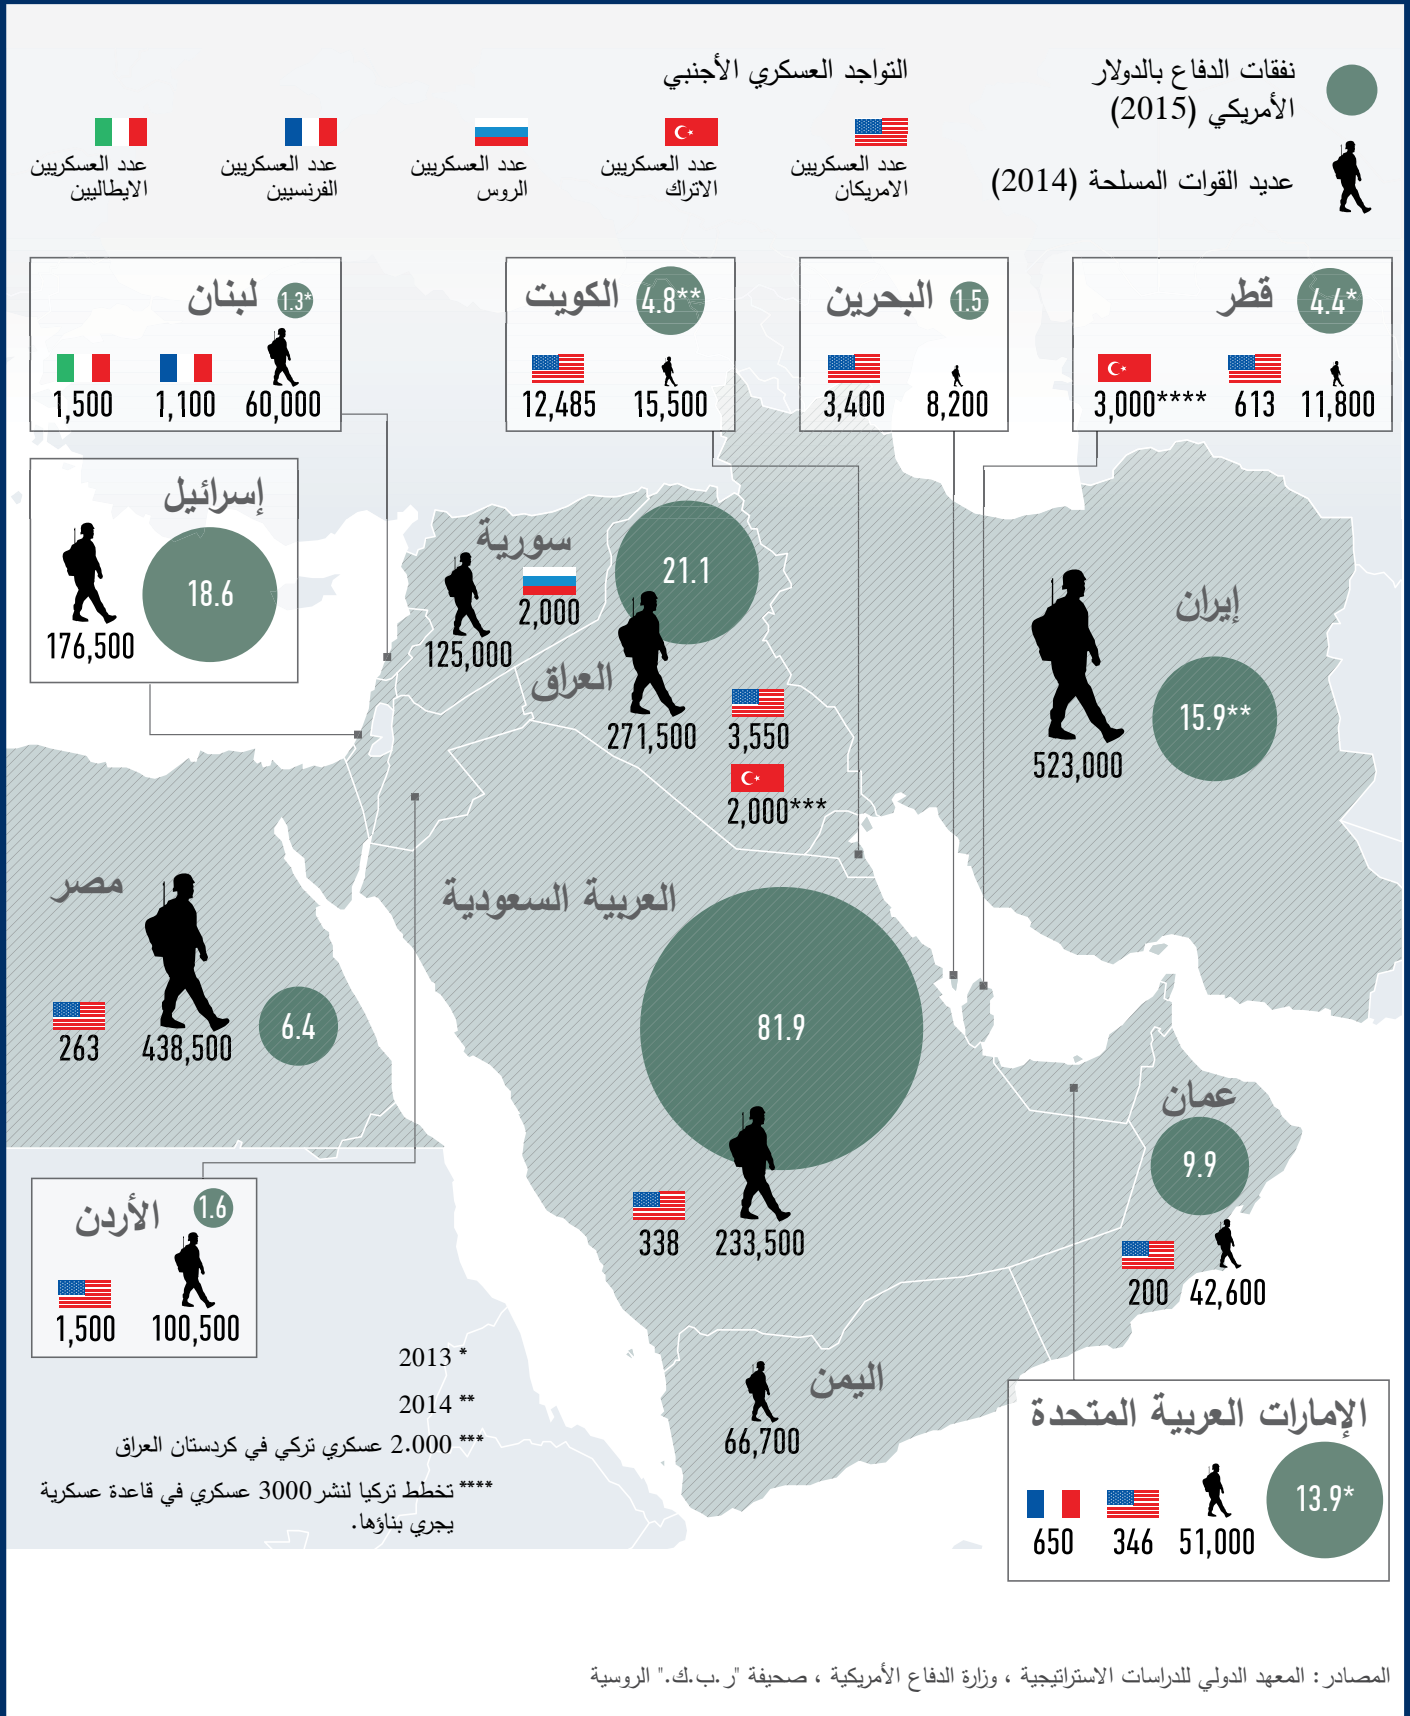 نفقات الدفاع بالدولار
الأمريكي (2015)
عديد القوات المسلحة (2014)
التواجد العسكري الأجنبي
عدد العسكريين
الامريكان
عدد العسكريين
الاتراك
عدد العسكريين
الروس
عدد العسكريين
الفرنسيين
عدد العسكريين
الايطاليين
قطر
4.4*
11,800
613
3,000****
البحرين
1.5
8,200
3,400
الكويت
4.8**
15,500
12,485
لبنان
1.3*
60,000
1,100
1,500
إسرائيل
18.6
176,500
سورية
125,000
2,000
21.1
العراق
271,500
3,550
2,000***
إيران
15.9**
523,000
مصر
6.4
438,500
263
العربية السعودية
81.9
233,500
338
عمان
9.9
42,600
200
الأردن
1.6
100,500
1,500
اليمن
66,700
الإمارات العربية المتحدة
13.9*
51,000
346
650
* 2013
** 2014
*** 2.000 عسكري تركي في كردستان العراق
**** تخطط تركيا لنشر 3000 عسكري في قاعدة عسكرية
يجري بناؤها.
المصادر: المعهد الدولي للدراسات الاستراتيجية ، وزارة الدفاع الأمريكية ، صحيفة "ر.ب.ك." الروسية